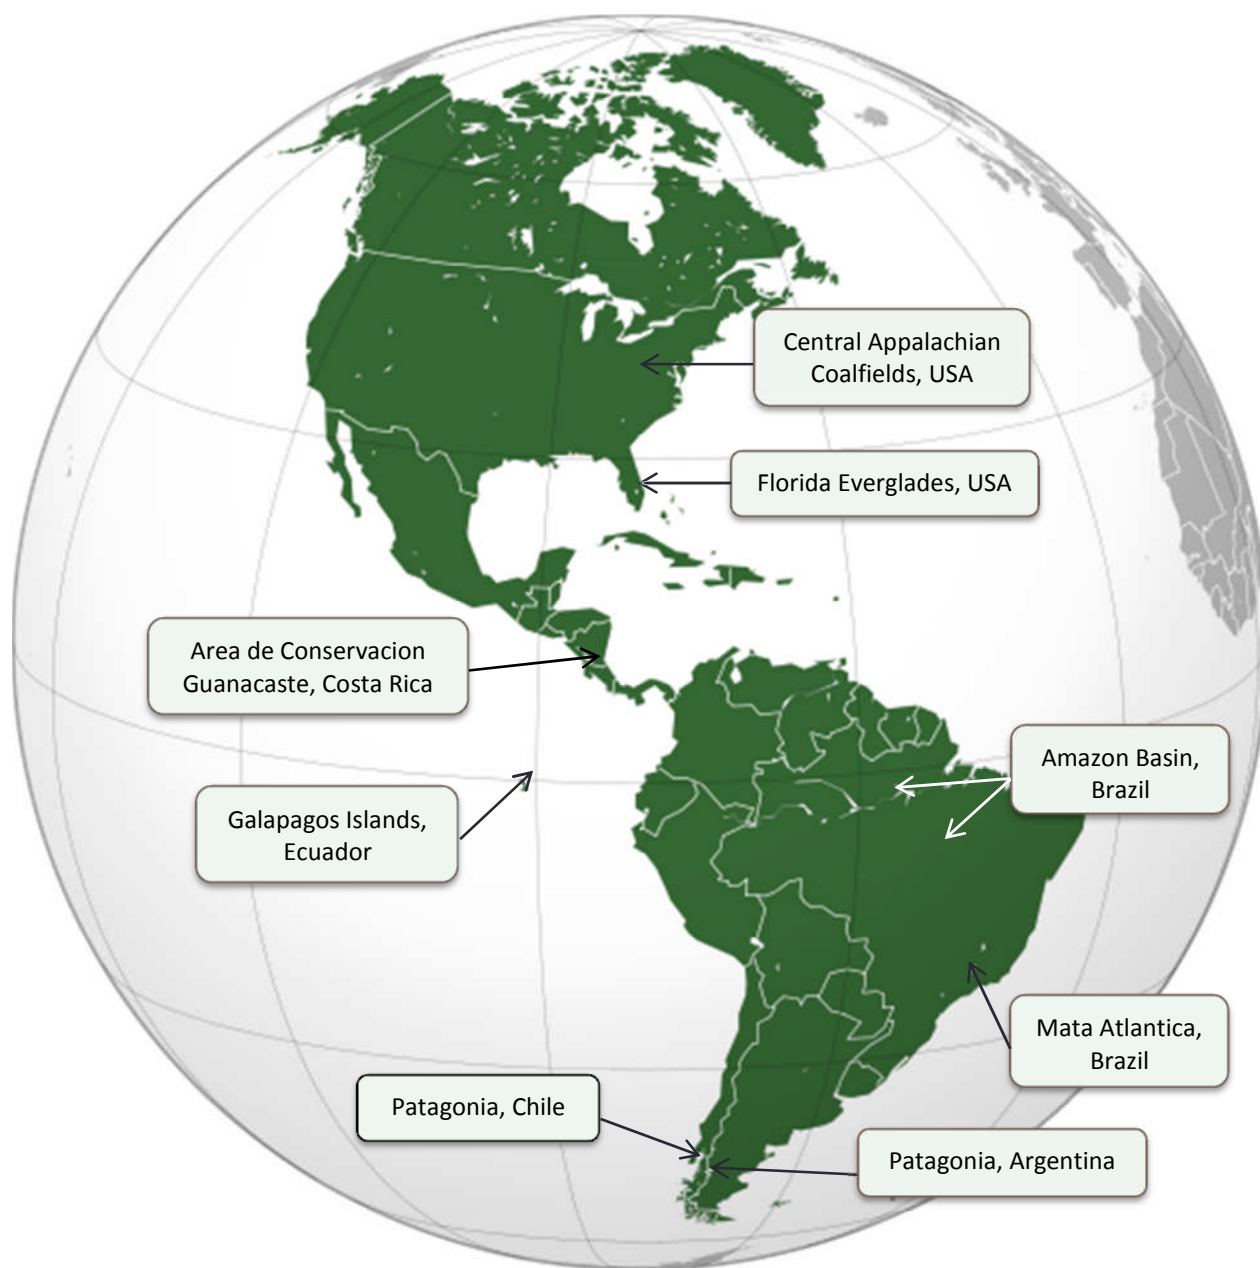 Central Appalachian
Coalfields, USA
Florida Everglades, USA
Area de Conservacion
Guanacaste, Costa Rica
Amazon Basin,
Brazil
Galapagos Islands,
Ecuador
Mata Atlantica,
Brazil
Patagonia, Chile
Patagonia, Argentina